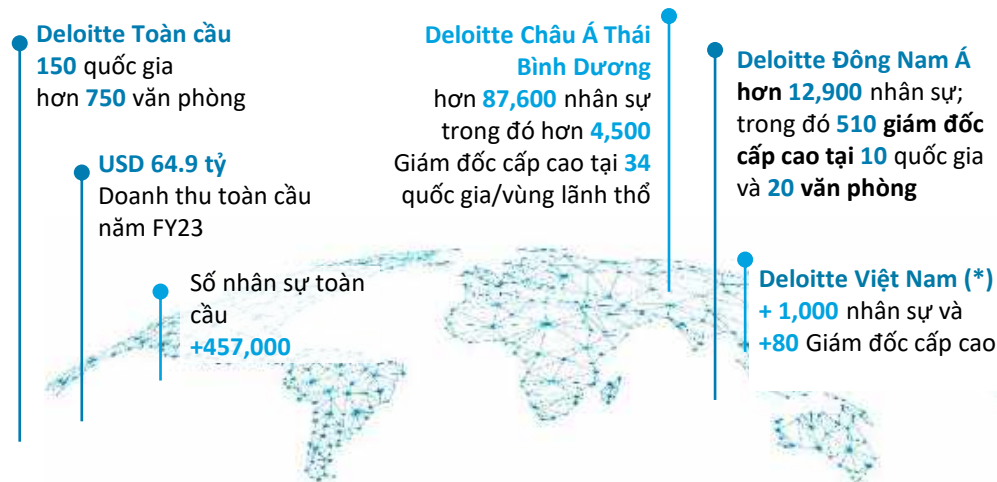 Deloitte Toàn cầu
150 quốc gia
hơn 750 văn phòng
USD 64.9 tỷ
Doanh thu toàn cầu
năm FY23
Số nhân sự toàn
cầu
+457,000
Deloitte Châu Á Thái
Bình Dương
hơn 87,600 nhân sự
trong đó hơn 4,500
Giám đốc cấp cao tại 34
quốc gia/vùng lãnh thổ
Deloitte Đông Nam Á
hơn 12,900 nhân sự;
trong đó 510 giám đốc
cấp cao tại 10 quốc gia
và 20 văn phòng
Deloitte Việt Nam (*)
+ 1,000 nhân sự và
+80 Giám đốc cấp cao